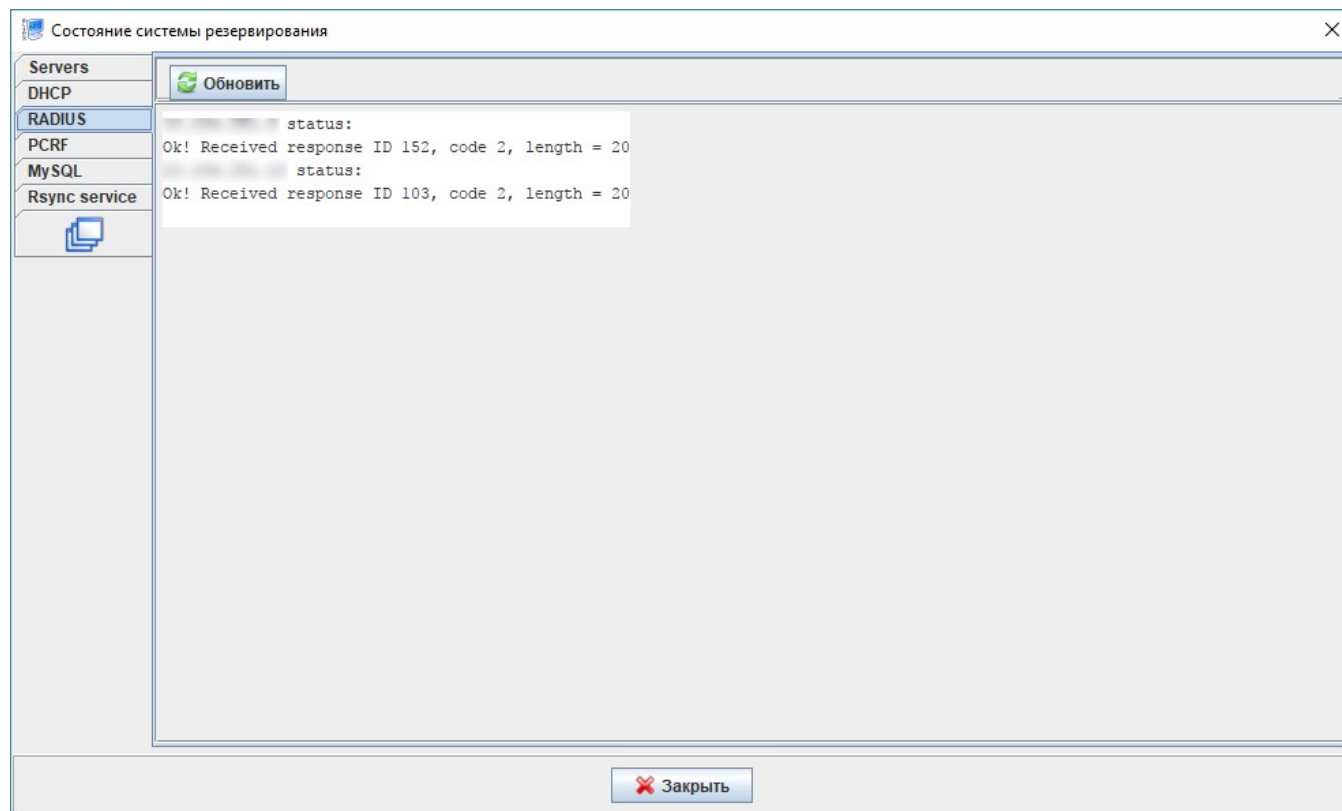 Состояние системы резервирования
Servers
DHCP
RADIUS
PCRF
MySQL
Rsync service
Обновить
status:
Ok! Received response ID 152, code 2, length = 20
status:
Ok! Received response ID 103, code 2, length = 20
Закрыть